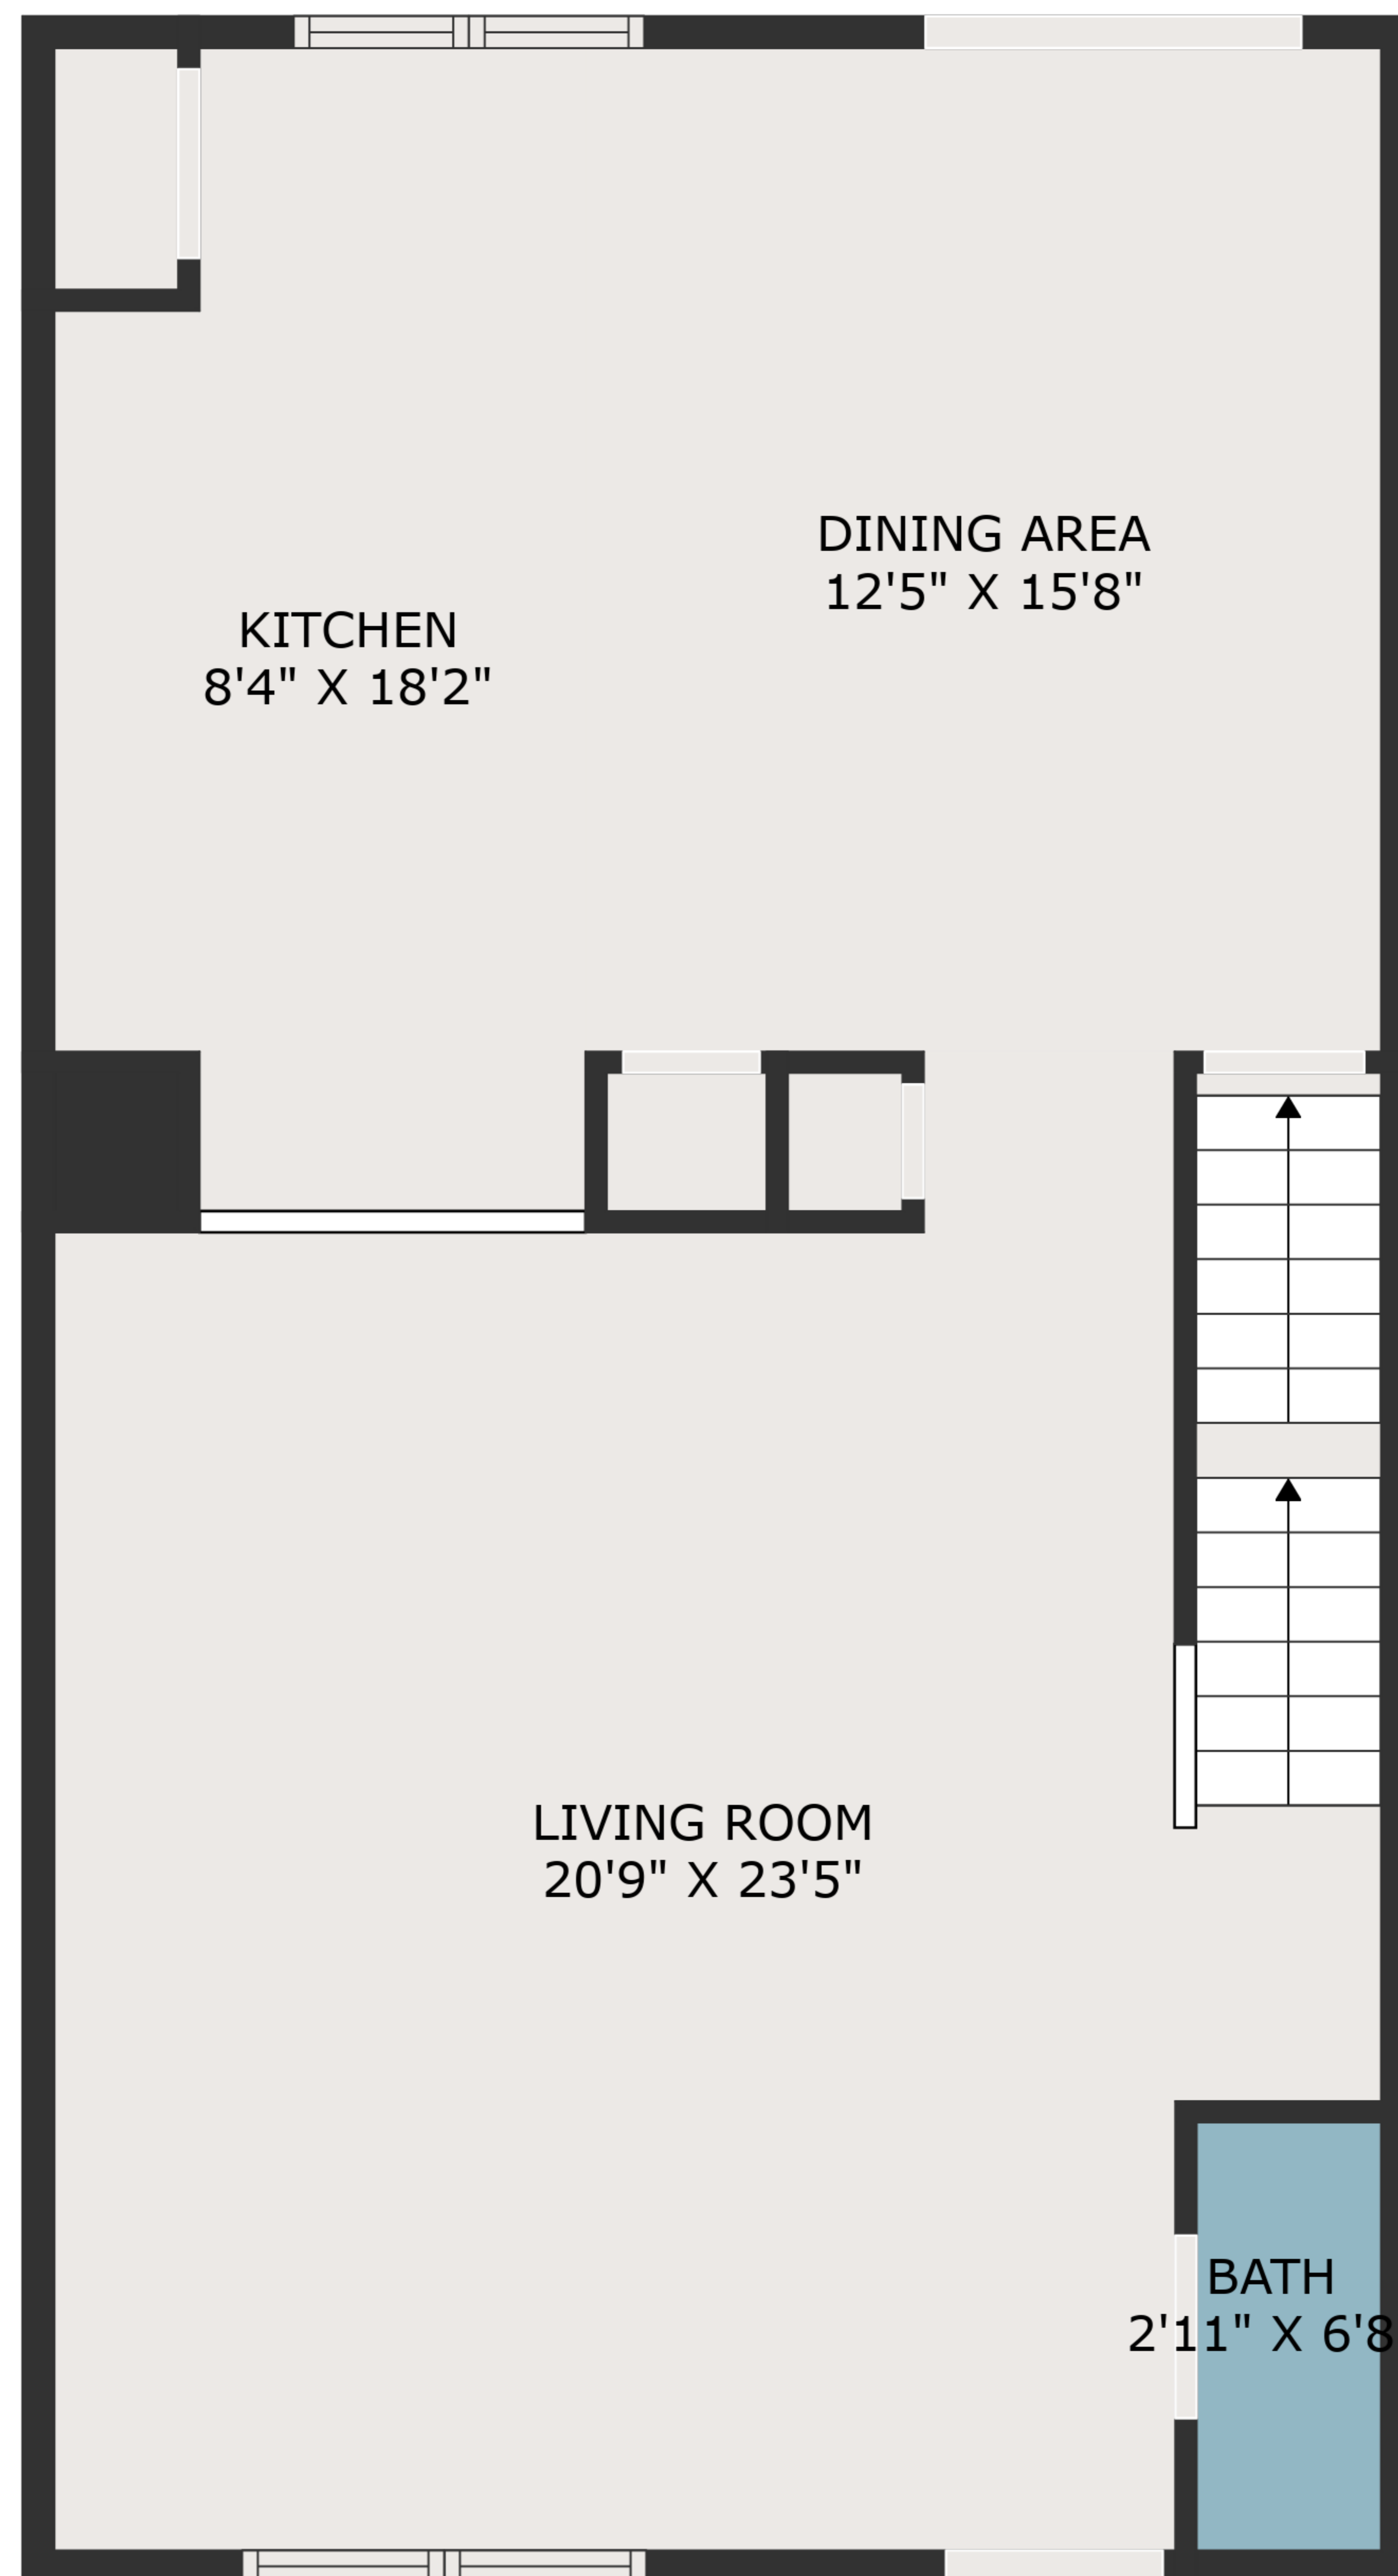 DINING AREA
12'5" X 15'8"
KITCHEN
8'4" X 18'2"
LIVING ROOM
20'9" X 23'5"
BATH
2'11" X 6'8